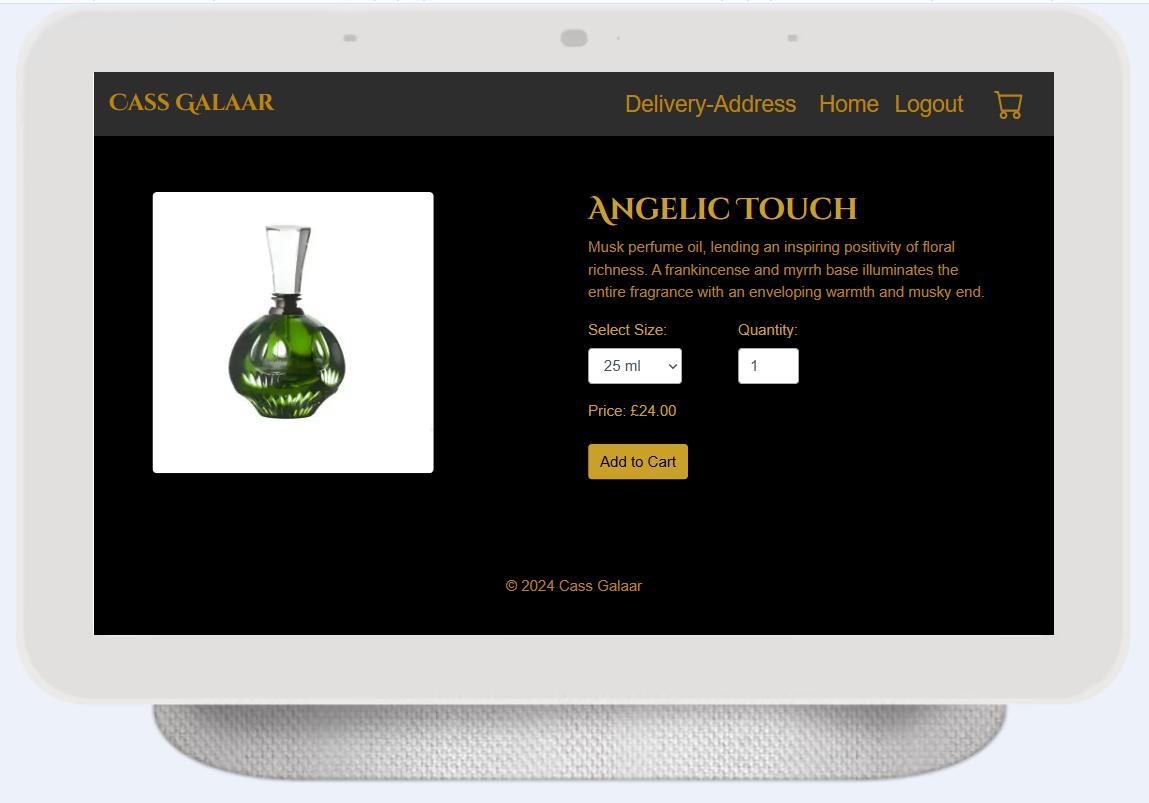 Cass Galaar
Delivery-Address Home Logout
Angelic Touch
Musk perfume oil, lending an inspiring positivity of floral
richness. A frankincense and myrrh base illuminates the
entire fragrance with an enveloping warmth and musky end.
Select Size: Quantity:
25 ml 1
Price: £24.00
Add to Cart
© 2024 Cass Galaar